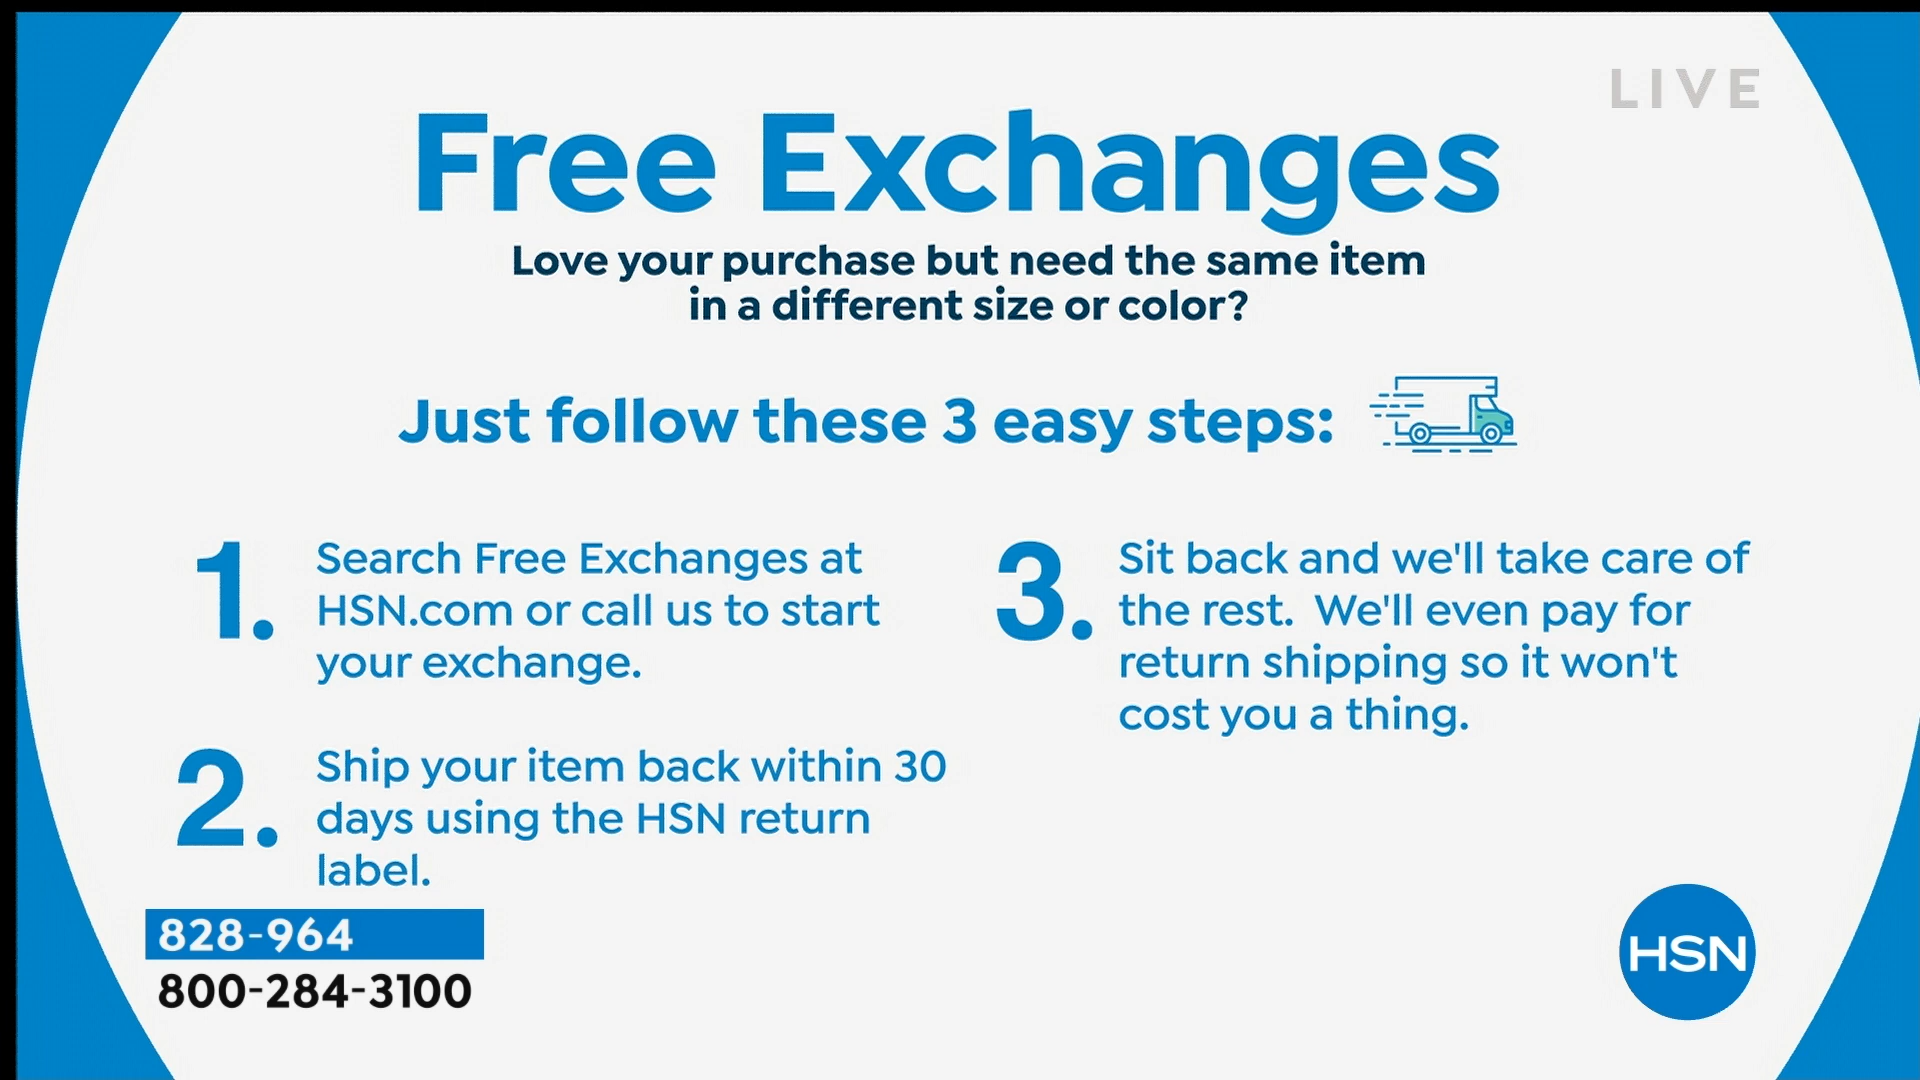 LIVE
Free Exchanges
Love your purchase but need the same item
in a different size or color?
Just follow these 3 easy steps:
1. Search Free Exchanges at
HSN.com or call us to start
your exchange.
2. Ship your item back within 30
days using the HSN return
label.
3. Sit back and we'll take care of
the rest. We'll even pay for
return shipping so it won't
cost you a thing.
828-964
800-284-3100
HSN